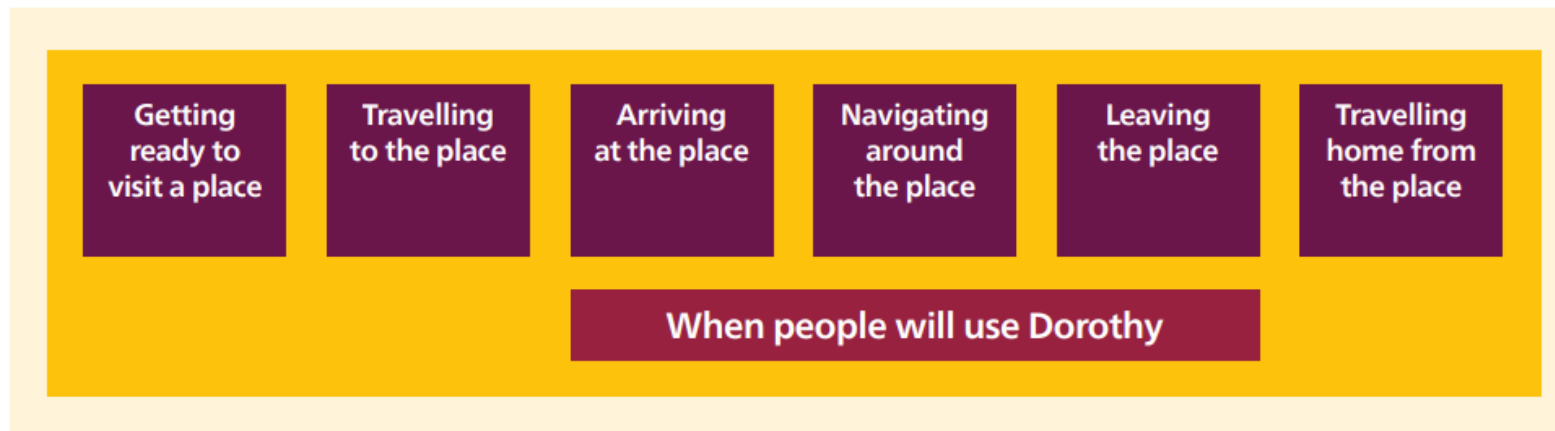 Getting
ready to
visit a place
Travelling
to the place
Arriving
at the place
Navigating
around
the place
Leaving
the place
Travelling
home from
the place
When people will use Dorothy